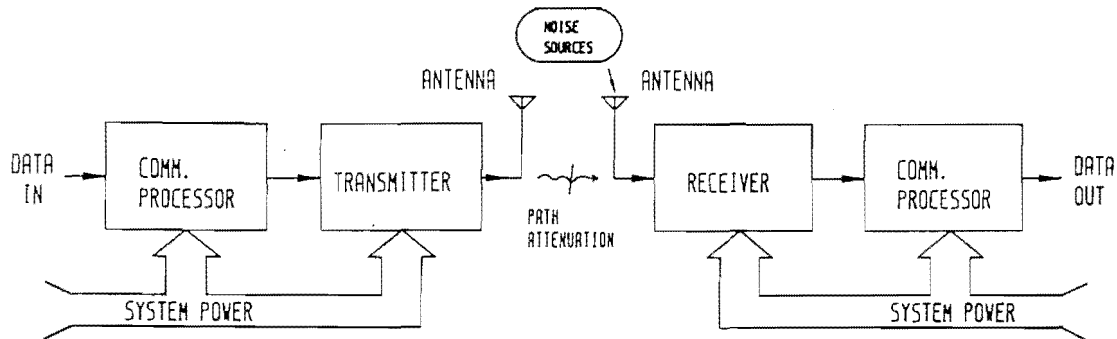 NOISE
SOURCES
ANTENNA
ANTENNA
DATA
IN
COMM.
PROCESSOR
TRANSMITTER
PATH
ATTENUATION
RECEIVER
COMM.
PROCESSOR
DATA
OUT
SYSTEM POWER
SYSTEM POWER